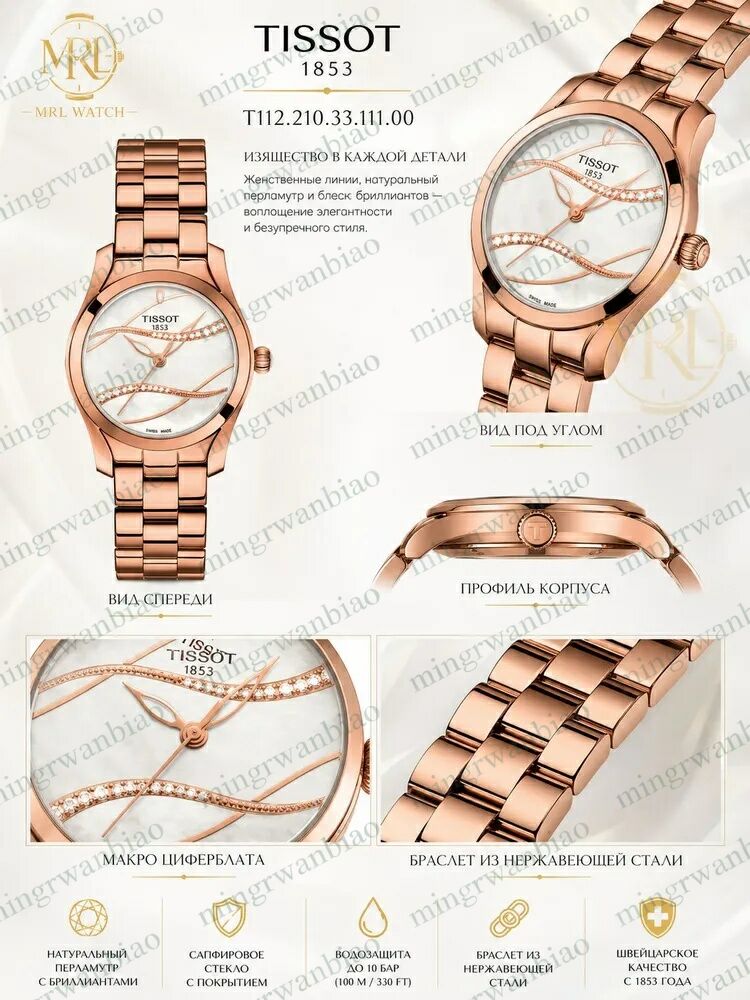 MRL
MRL WATCH
TISSOT
1853
T112.210.33.111.00
ИЗЯЩЕСТВО В КАЖДОЙ ДЕТАЛИ
Женственные линии, натуральный
перламутр и блеск бриллиантов —
воплощение элегантности
и безупречного стиля.
TISSOT
1853
SWISS MADE
TISSOT
1853
SWISS MADE
MRL
ВИД ПОД УГЛОМ
ВИД СПЕРЕДИ
T
ПРОФИЛЬ КОРПУСА
TISSOT
TISSOT
1853
МАКРО ЦИФЕРБЛАТА
БРАСЛЕТ ИЗ НЕРЖАВЕЮЩЕЙ СТАЛИ
НАТУРАЛЬНЫЙ
ПЕРЛАМУТР
С БРИЛЛИАНТАМИ
САПФИРОВОЕ
СТЕКЛО
С ПОКРЫТИЕМ
ВОДОЗАЩИТА
ДО 10 БАР
(100 М / 330 FT)
БРАСЛЕТ ИЗ
НЕРЖАВЕЮЩЕЙ
СТАЛИ
ШВЕЙЦАРСКОЕ
КАЧЕСТВО
С 1853 ГОДА
mingrwanbiao